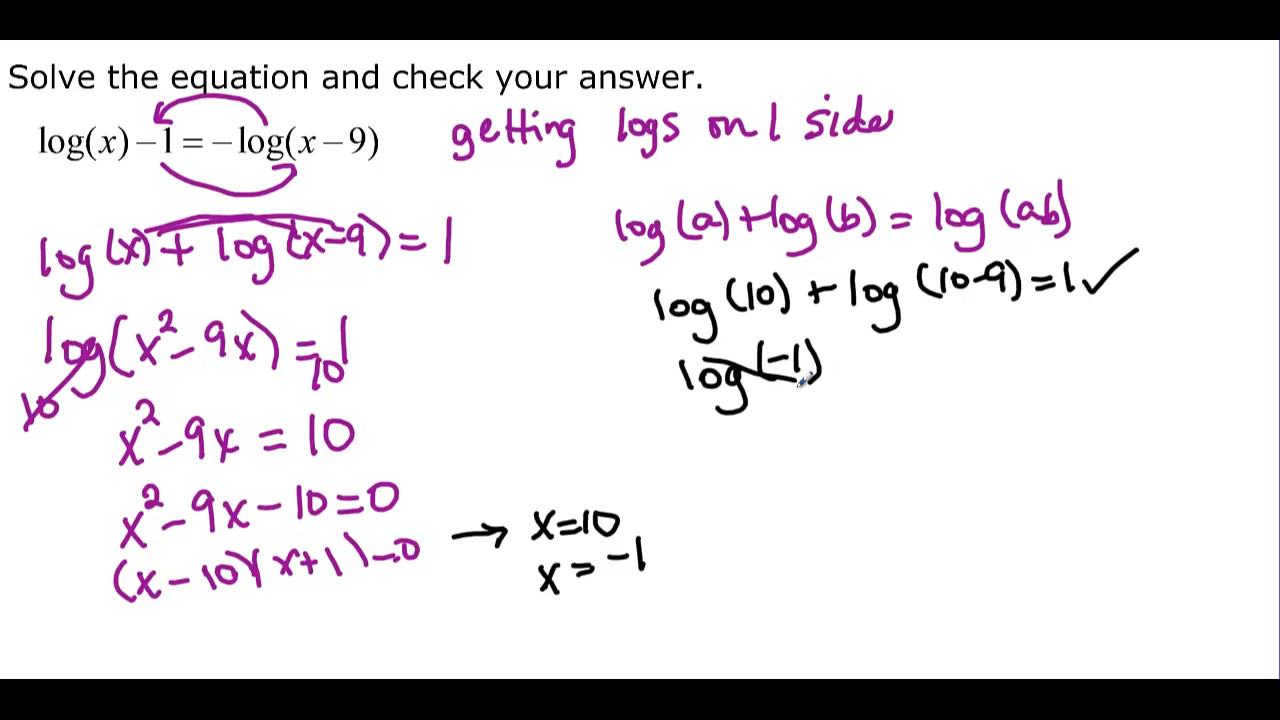 Solve the equation and check your answer.
log(x) − 1 = − log(x − 9)
getting logs on 1 side
log(x) + log(x-9) = 1
log(a) + log(b) = log(ab)
log(10) + log(10-9) = 1 ✓
log(x² - 9x) = 1
10 10
log(-1)
x² - 9x = 10
x² - 9x - 10 = 0
(x - 10)(x + 1) = 0 → x = 10
x = -1